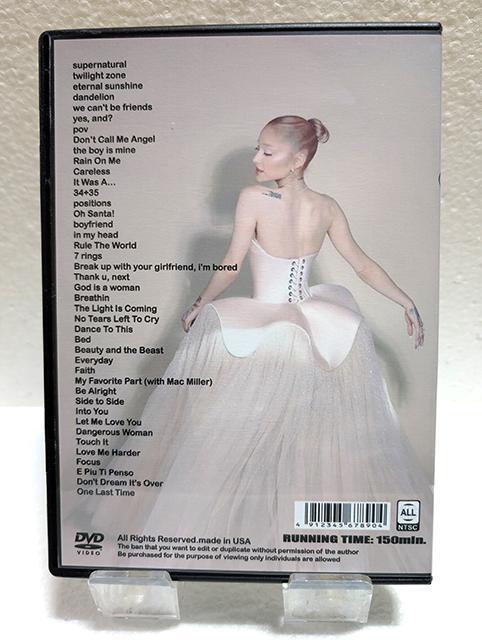 supernatural
twilight zone
eternal sunshine
dandelion
we can't be friends
yes, and?
pov
Don't Call Me Angel
the boy is mine
Rain On Me
Careless
It Was A...
34+35
positions
Oh Santa!
boyfriend
in my head
Rule The World
7 rings
Break up with your girlfriend, i'm bored
Thank u, next
God is a woman
Breathin
The Light Is Coming
No Tears Left To Cry
Dance To This
Bed
Beauty and the Beast
Everyday
Faith
My Favorite Part (with Mac Miller)
Be Alright
Side to Side
Into You
Let Me Love You
Dangerous Woman
Touch It
Love Me Harder
Focus
E Piu Ti Penso
Don't Dream It's Over
One Last Time
4 912345 678904
ALL
NTSC
DVD
VIDEO
All Rights Reserved.made in USA
RUNNING TIME: 150min.
The ban that you want to edit or duplicate without permission of the author
Be purchased for the purpose of viewing only individuals are allowed